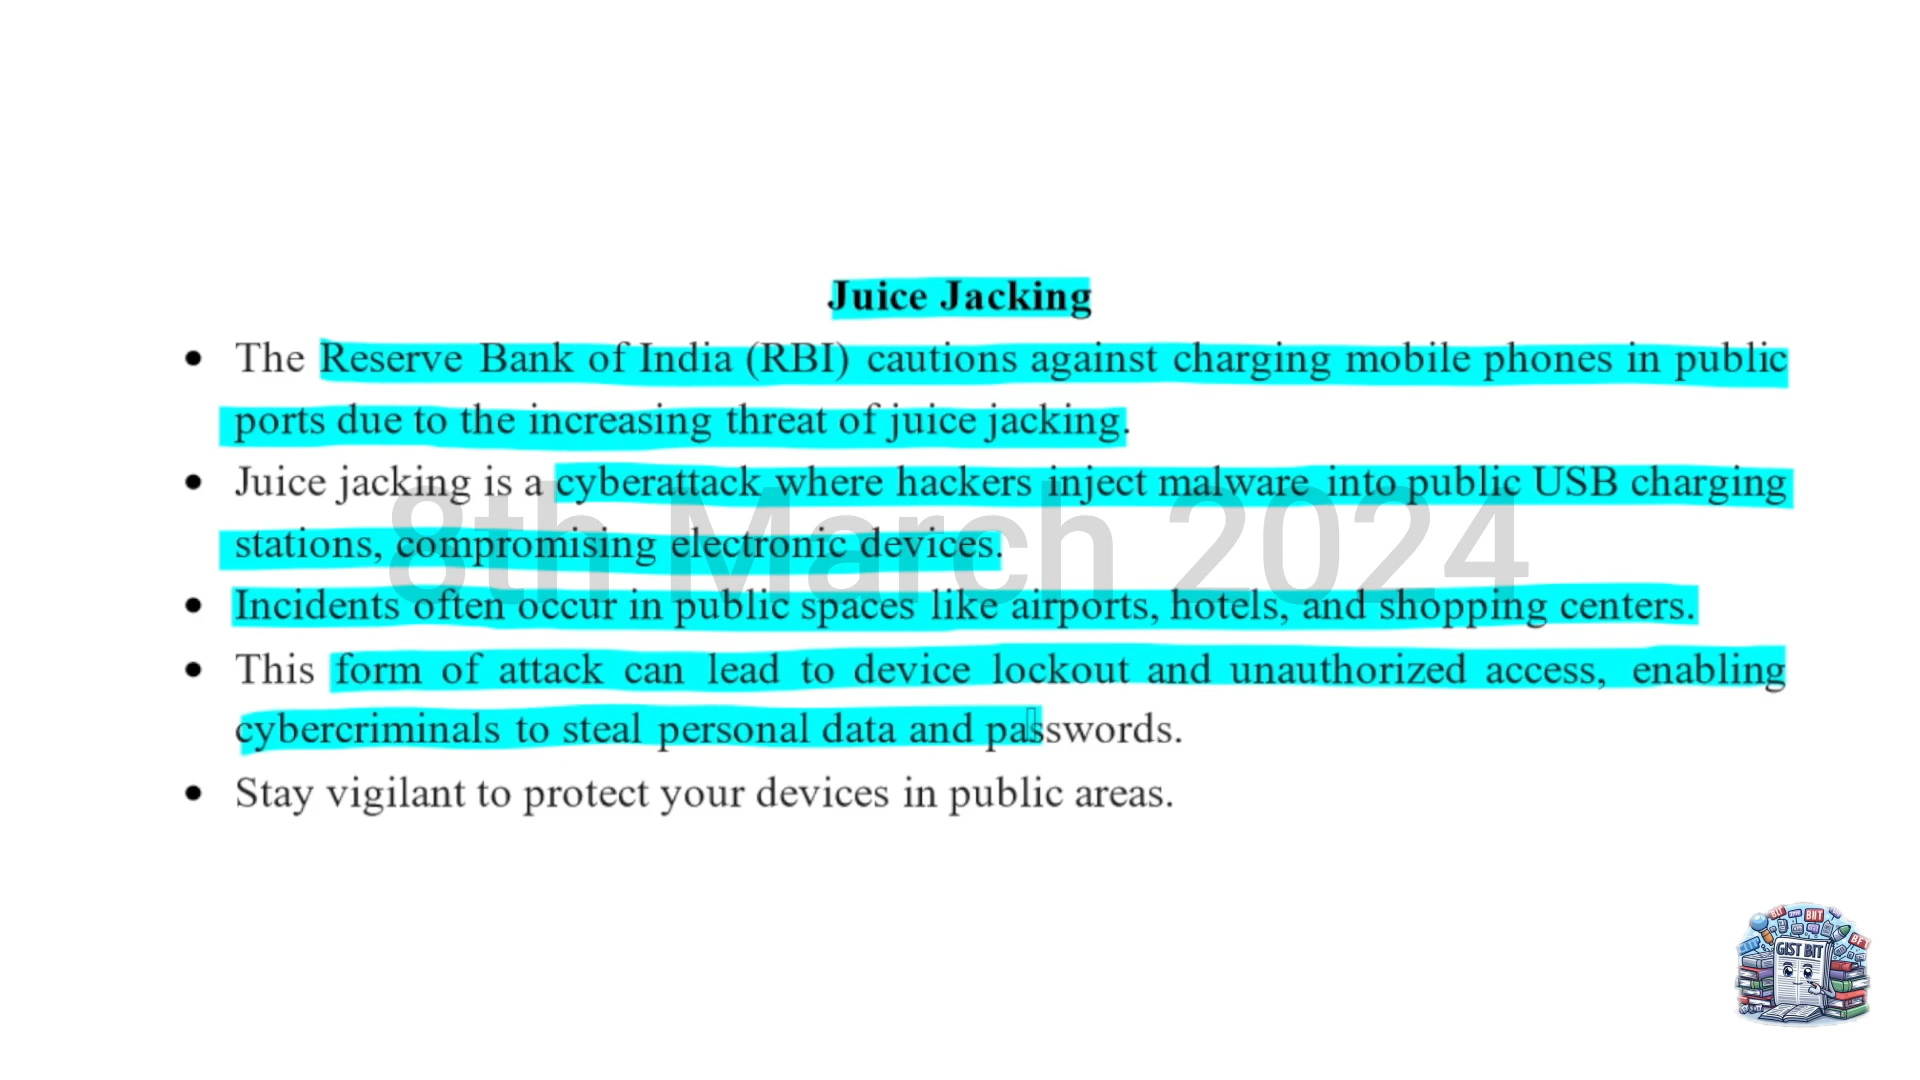 Juice Jacking
• The Reserve Bank of India (RBI) cautions against charging mobile phones in public
ports due to the increasing threat of juice jacking.
• Juice jacking is a cyberattack where hackers inject malware into public USB charging
stations, compromising electronic devices.
• Incidents often occur in public spaces like airports, hotels, and shopping centers.
• This form of attack can lead to device lockout and unauthorized access, enabling
cybercriminals to steal personal data and passwords.
• Stay vigilant to protect your devices in public areas.
8th March 2024
GIST BIT